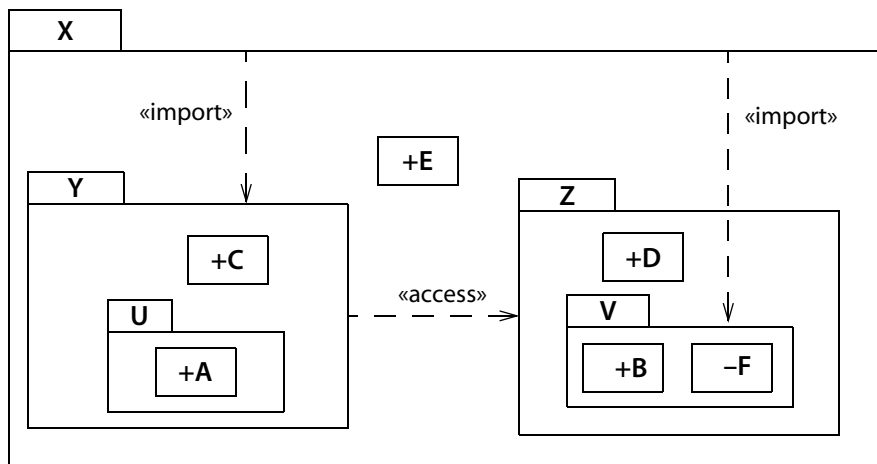 X
«import»
«import»
+E
Y
Z
+C
+D
«access»
U
V
+A
+B
–F